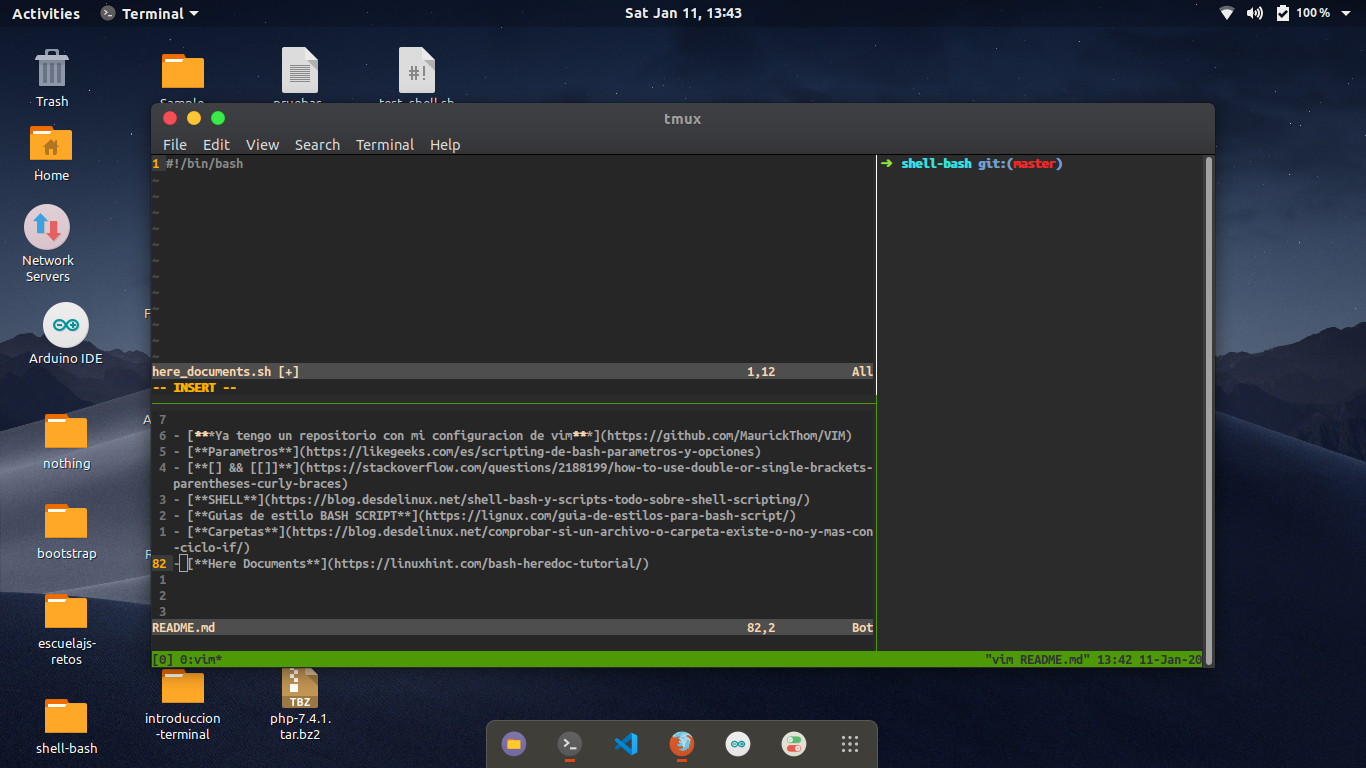 Activities
Terminal
Sat Jan 11, 13:43
100 %
Trash
Home
Network
Servers
Arduino IDE
nothing
bootstrap
escuelajs-
retos
shell-bash
Sample
pruebas
#!
test_shell.sh
tmux
File Edit View Search Terminal Help
1 #!/bin/bash
~
~
~
~
~
~
~
~
~
~
~
~
here_documents.sh [+] 1,12 All
-- INSERT --
7
6 - [***Ya tengo un repositorio con mi configuracion de vim***](https://github.com/MaurickThom/VIM)
5 - [**Parametros**](https://likegeeks.com/es/scripting-de-bash-parametros-y-opciones)
4 - [**[] && [[]]**](https://stackoverflow.com/questions/2188199/how-to-use-double-or-single-brackets-
parentheses-curly-braces)
3 - [**SHELL**](https://blog.desdelinux.net/shell-bash-y-scripts-todo-sobre-shell-scripting/)
2 - [**Guias de estilo BASH SCRIPT**](https://lignux.com/guia-de-estilos-para-bash-script/)
1 - [**Carpetas**](https://blog.desdelinux.net/comprobar-si-un-archivo-o-carpeta-existe-o-no-y-mas-con
-ciclo-if/)
82 - [**Here Documents**](https://linuxhint.com/bash-heredoc-tutorial/)
1
2
3
README.md 82,2 Bot
➜ shell-bash git:(master)
[0] 0:vim* "vim README.md" 13:42 11-Jan-20
introduccion
-terminal
TBZ
php-7.4.1.
tar.bz2